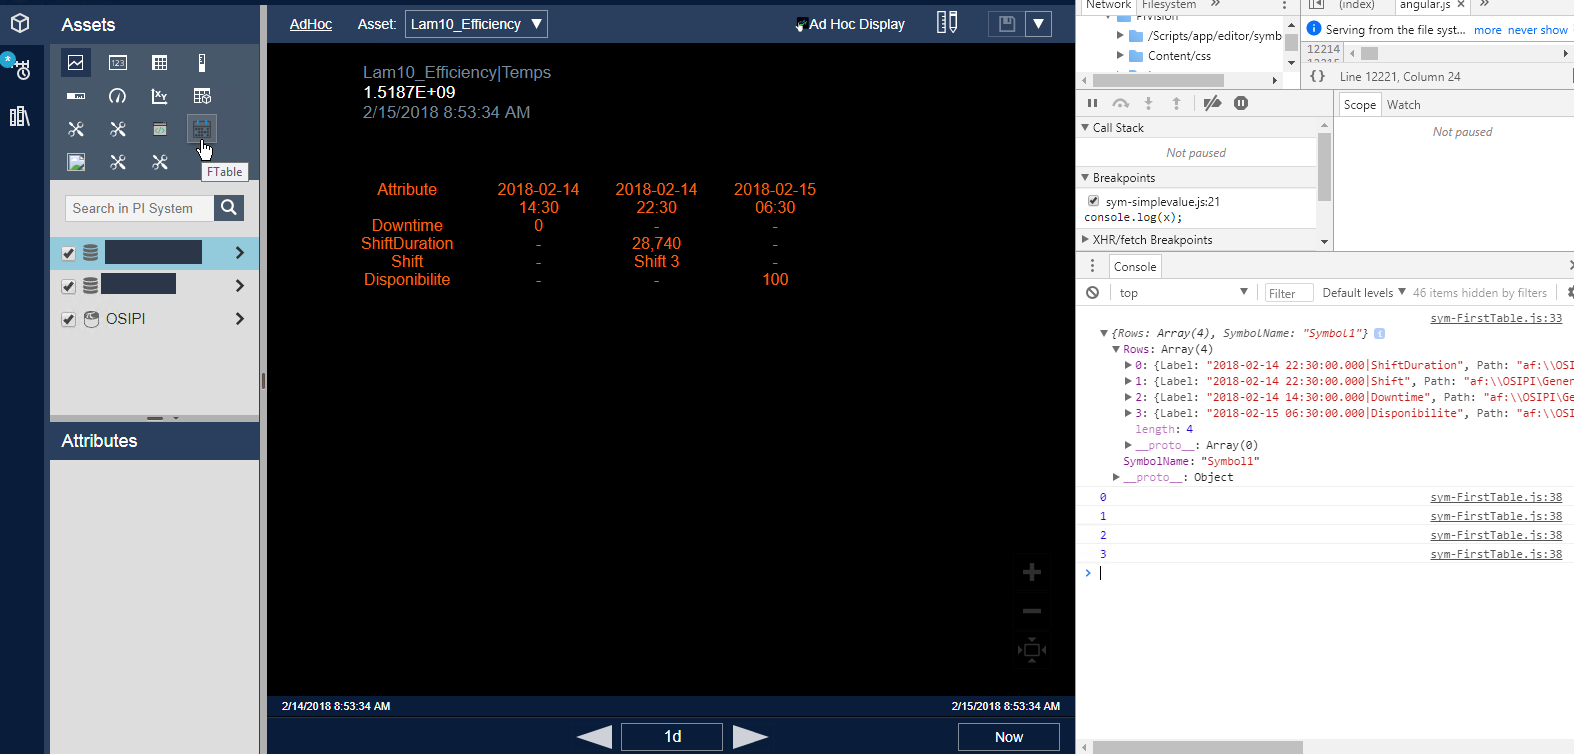 Assets
123
XY
FTable
Search in PI System
OSIPI
Attributes
AdHoc Asset: Lam10_Efficiency ▼ Ad Hoc Display ▼
Lam10_Efficiency|Temps
1.5187E+09
2/15/2018 8:53:34 AM
Attribute 2018-02-14 14:30 2018-02-14 22:30 2018-02-15 06:30
Downtime 0 - -
ShiftDuration - 28,740 -
Shift - Shift 3 -
Disponibilite - - 100
2/14/2018 8:53:34 AM 2/15/2018 8:53:34 AM
1d Now
Network Filesystem »
PIVision
/Scripts/app/editor/symb
Content/css
(index) angular.js × »
Serving from the file syst... more never show
12214
{} Line 12221, Column 24
Call Stack
Not paused
Breakpoints
sym-simplevalue.js:21
console.log(x);
XHR/fetch Breakpoints
Scope Watch
Not paused
Console
top ▼ Filter Default levels ▼ 46 items hidden by filters
sym-FirstTable.js:33
▼{Rows: Array(4), SymbolName: "Symbol1"}
▼Rows: Array(4)
▶0: {Label: "2018-02-14 22:30:00.000|ShiftDuration", Path: "af:\\OSI
▶1: {Label: "2018-02-14 22:30:00.000|Shift", Path: "af:\\OSIPI\Gener
▶2: {Label: "2018-02-14 14:30:00.000|Downtime", Path: "af:\\OSIPI\Ge
▶3: {Label: "2018-02-15 06:30:00.000|Disponibilite", Path: "af:\\OSI
length: 4
▶__proto__: Array(0)
SymbolName: "Symbol1"
▶__proto__: Object
0 sym-FirstTable.js:38
1 sym-FirstTable.js:38
2 sym-FirstTable.js:38
3 sym-FirstTable.js:38
>